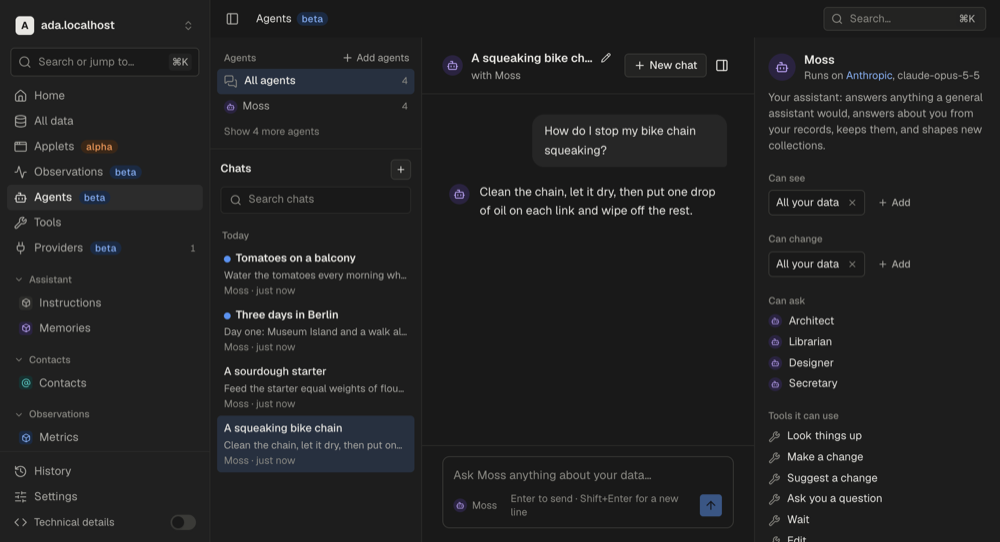 A
ada.localhost
Search or jump to...
⌘K
Home
All data
Applets alpha
Observations beta
Agents beta
Tools
Providers beta 1
Assistant
Instructions
Memories
Contacts
Contacts
Observations
Metrics
History
Settings
Technical details
Agents beta
Search...
⌘K
Agents
+ Add agents
All agents 4
Moss 4
Show 4 more agents
Chats
+
Search chats
Today
Tomatoes on a balcony
Water the tomatoes every morning wh...
Moss · just now
Three days in Berlin
Day one: Museum Island and a walk al...
Moss · just now
A sourdough starter
Feed the starter equal weights of flou...
Moss · just now
A squeaking bike chain
Clean the chain, let it dry, then put on...
Moss · just now
A squeaking bike ch...
with Moss
+ New chat
How do I stop my bike chain
squeaking?
Clean the chain, let it dry, then put one drop
of oil on each link and wipe off the rest.
Ask Moss anything about your data...
Moss
Enter to send · Shift+Enter for a new
line
Moss
Runs on Anthropic, claude-opus-5-5
Your assistant: answers anything a general
assistant would, answers about you from
your records, keeps them, and shapes new
collections.
Can see
All your data ×
+ Add
Can change
All your data ×
+ Add
Can ask
Architect
Librarian
Designer
Secretary
Tools it can use
Look things up
Make a change
Suggest a change
Ask you a question
Wait
Edit